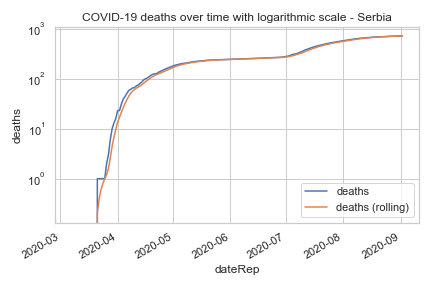 COVID-19 deaths over time with logarithmic scale - Serbia
10³
10²
10¹
10⁰
deaths
deaths
deaths (rolling)
2020-03
2020-04
2020-05
2020-06
2020-07
2020-08
2020-09
dateRep